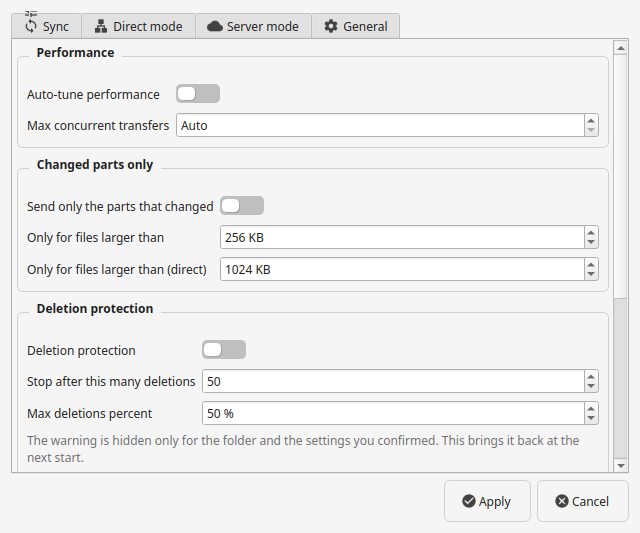 Sync
Direct mode
Server mode
General
Performance
Auto-tune performance
Max concurrent transfers
Auto
Changed parts only
Send only the parts that changed
Only for files larger than
256 KB
Only for files larger than (direct)
1024 KB
Deletion protection
Deletion protection
Stop after this many deletions
50
Max deletions percent
50 %
The warning is hidden only for the folder and the settings you confirmed. This brings it back at the
next start.
Apply
Cancel